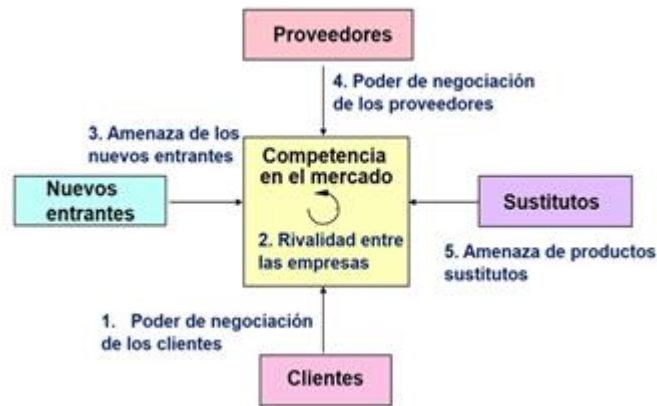 Proveedores
4. Poder de negociación
de los proveedores
3. Amenaza de los
nuevos entrantes
Competencia
en el mercado
Nuevos
entrantes
Sustitutos
2. Rivalidad entre
las empresas
5. Amenaza de productos
sustitutos
1. Poder de negociación
de los clientes
Clientes